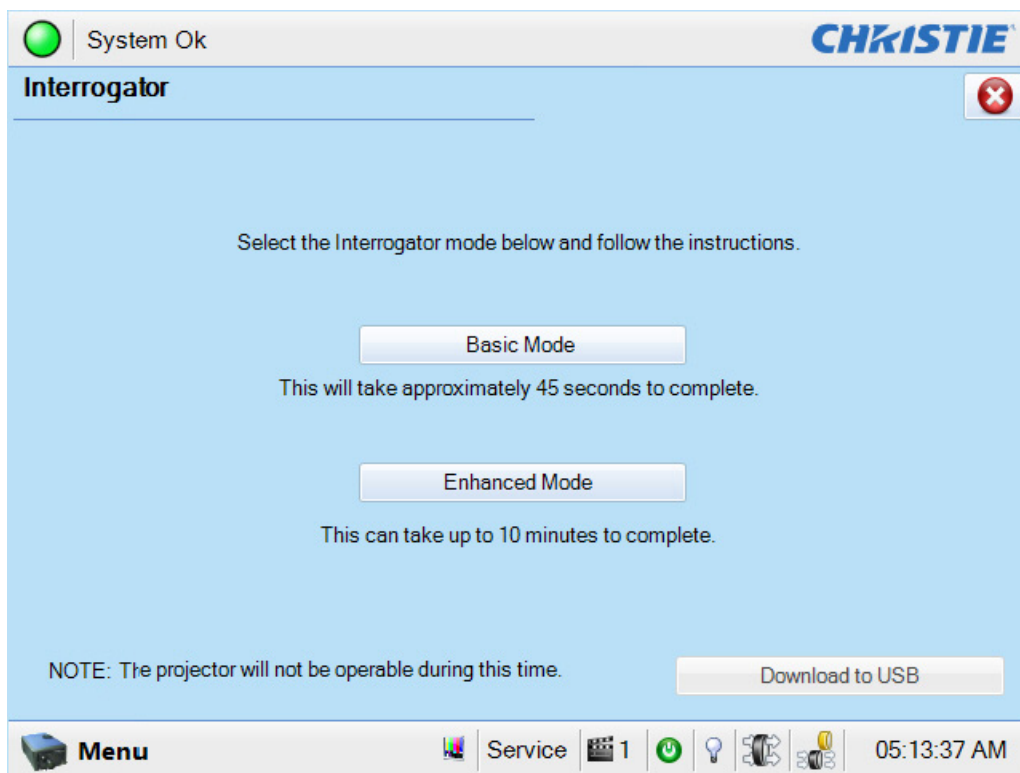 System Ok
CHRISTIE
Interrogator
Select the Interrogator mode below and follow the instructions.
Basic Mode
This will take approximately 45 seconds to complete.
Enhanced Mode
This can take up to 10 minutes to complete.
NOTE: The projector will not be operable during this time.
Download to USB
Menu
Service
1
05:13:37 AM